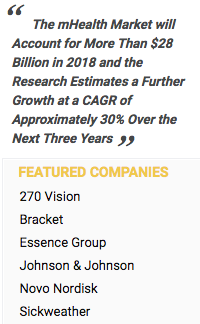 “ The mHealth Market will
Account for More Than $28
Billion in 2018 and the
Research Estimates a Further
Growth at a CAGR of
Approximately 30% Over the
Next Three Years ”
FEATURED COMPANIES
270 Vision
Bracket
Essence Group
Johnson & Johnson
Novo Nordisk
Sickweather